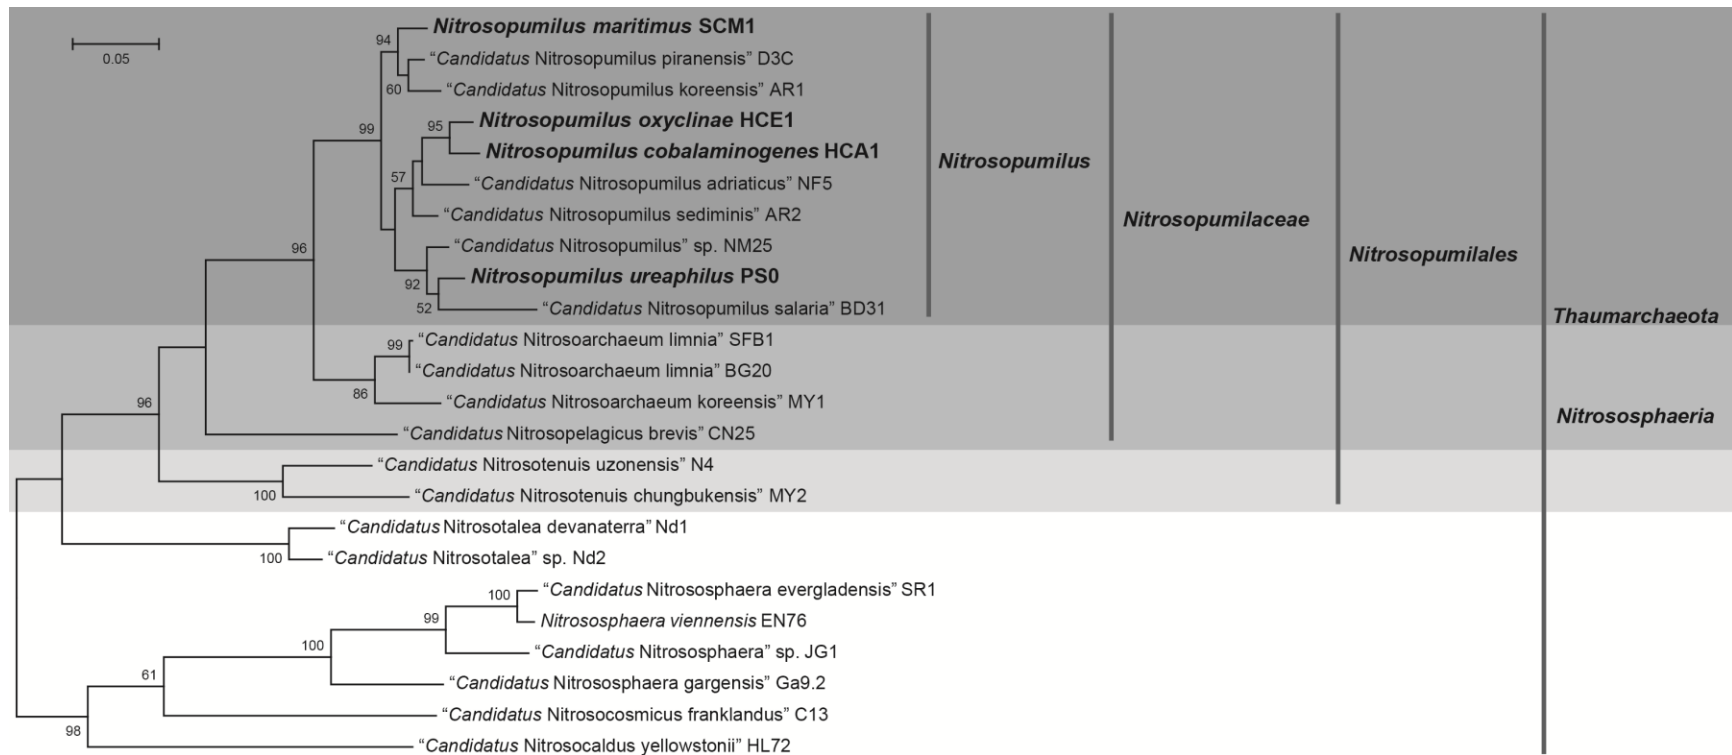 Nitrosopumilus maritimus SCM1
94
0.05
“Candidatus Nitrosopumilus piranensis” D3C
60
“Candidatus Nitrosopumilus koreensis” AR1
99
95
Nitrosopumilus oxyclinae HCE1
Nitrosopumilus cobalaminogenes HCA1
57
“Candidatus Nitrosopumilus adriaticus” NF5
“Candidatus Nitrosopumilus sediminis” AR2
96
“Candidatus Nitrosopumilus” sp. NM25
92
Nitrosopumilus ureaphilus PS0
52
“Candidatus Nitrosopumilus salaria” BD31
99
“Candidatus Nitrosoarchaeum limnia” SFB1
“Candidatus Nitrosoarchaeum limnia” BG20
86
96
“Candidatus Nitrosoarchaeum koreensis” MY1
“Candidatus Nitrosopelagicus brevis” CN25
“Candidatus Nitrosotenuis uzonensis” N4
100
“Candidatus Nitrosotenuis chungbukensis” MY2
“Candidatus Nitrosotalea devanaterra” Nd1
100
“Candidatus Nitrosotalea” sp. Nd2
100
“Candidatus Nitrososphaera evergladensis” SR1
99
Nitrososphaera viennensis EN76
100
“Candidatus Nitrososphaera” sp. JG1
61
“Candidatus Nitrososphaera gargensis” Ga9.2
“Candidatus Nitrosocosmicus franklandus” C13
98
“Candidatus Nitrosocaldus yellowstonii” HL72
Nitrosopumilus
Nitrosopumilaceae
Nitrosopumilales
Thaumarchaeota
Nitrososphaeria